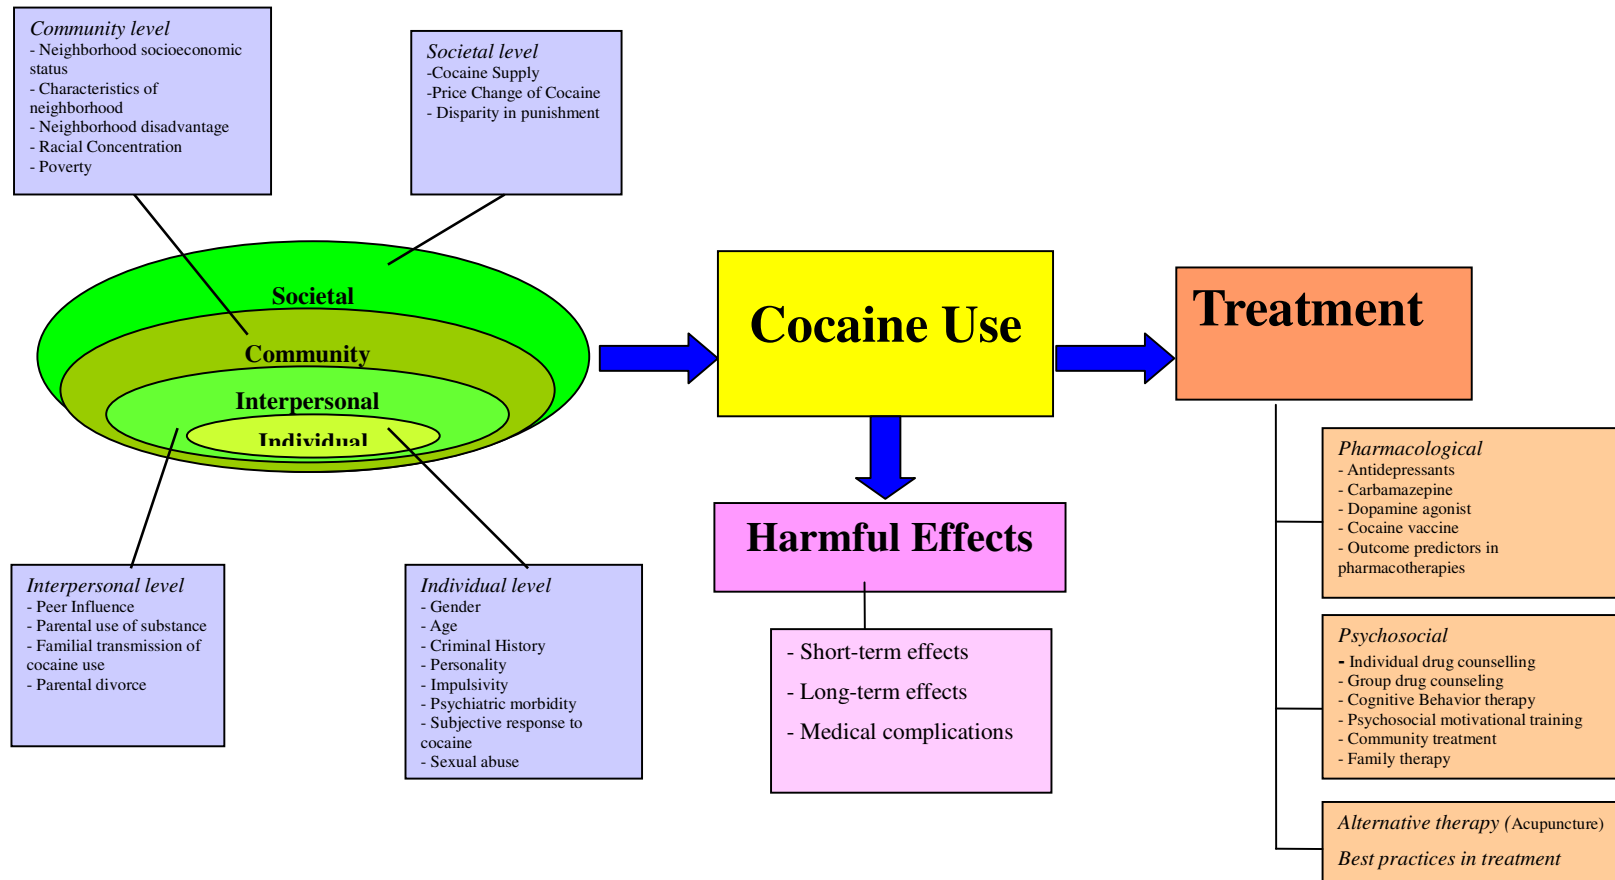 Community level
- Neighborhood socioeconomic
status
- Characteristics of
neighborhood
- Neighborhood disadvantage
- Racial Concentration
- Poverty
Societal level
-Cocaine Supply
-Price Change of Cocaine
- Disparity in punishment
Societal
Community
Interpersonal
Individual
Interpersonal level
- Peer Influence
- Parental use of substance
- Familial transmission of
cocaine use
- Parental divorce
Individual level
- Gender
- Age
- Criminal History
- Personality
- Impulsivity
- Psychiatric morbidity
- Subjective response to
cocaine
- Sexual abuse
Cocaine Use
Harmful Effects
- Short-term effects
- Long-term effects
- Medical complications
Treatment
Pharmacological
- Antidepressants
- Carbamazepine
- Dopamine agonist
- Cocaine vaccine
- Outcome predictors in
pharmacotherapies
Psychosocial
- Individual drug counselling
- Group drug counseling
- Cognitive Behavior therapy
- Psychosocial motivational training
- Community treatment
- Family therapy
Alternative therapy (Acupuncture)
Best practices in treatment